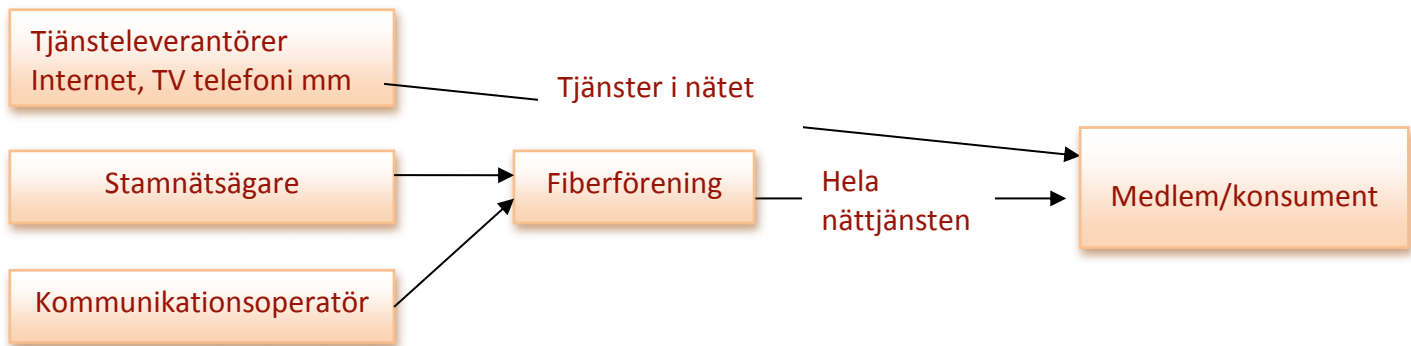 Tjänsteleverantörer
Internet, TV telefoni mm
Tjänster i nätet
Stamnätsägare
Fiberförening
Hela
nättjänsten
Medlem/konsument
Kommunikationsoperatör